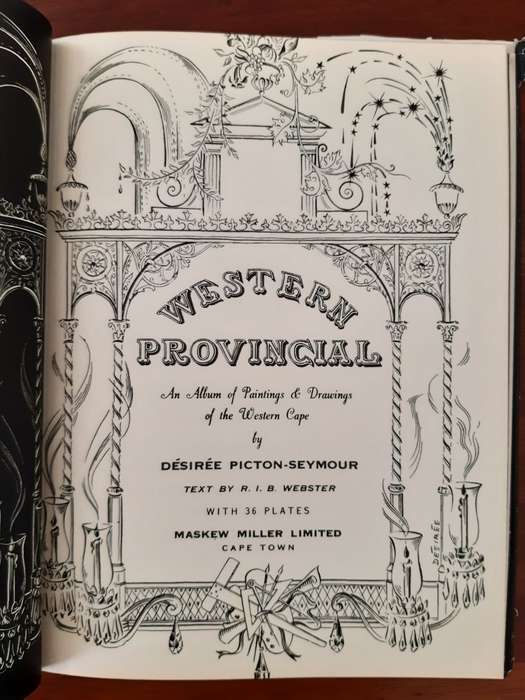 WESTERN
PROVINCIAL
An Album of Paintings & Drawings
of the Western Cape
by
DÉSIRÉE PICTON-SEYMOUR
TEXT BY R. I. B. WEBSTER
WITH 36 PLATES
MASKEW MILLER LIMITED
CAPE TOWN
DÉSIRÉE